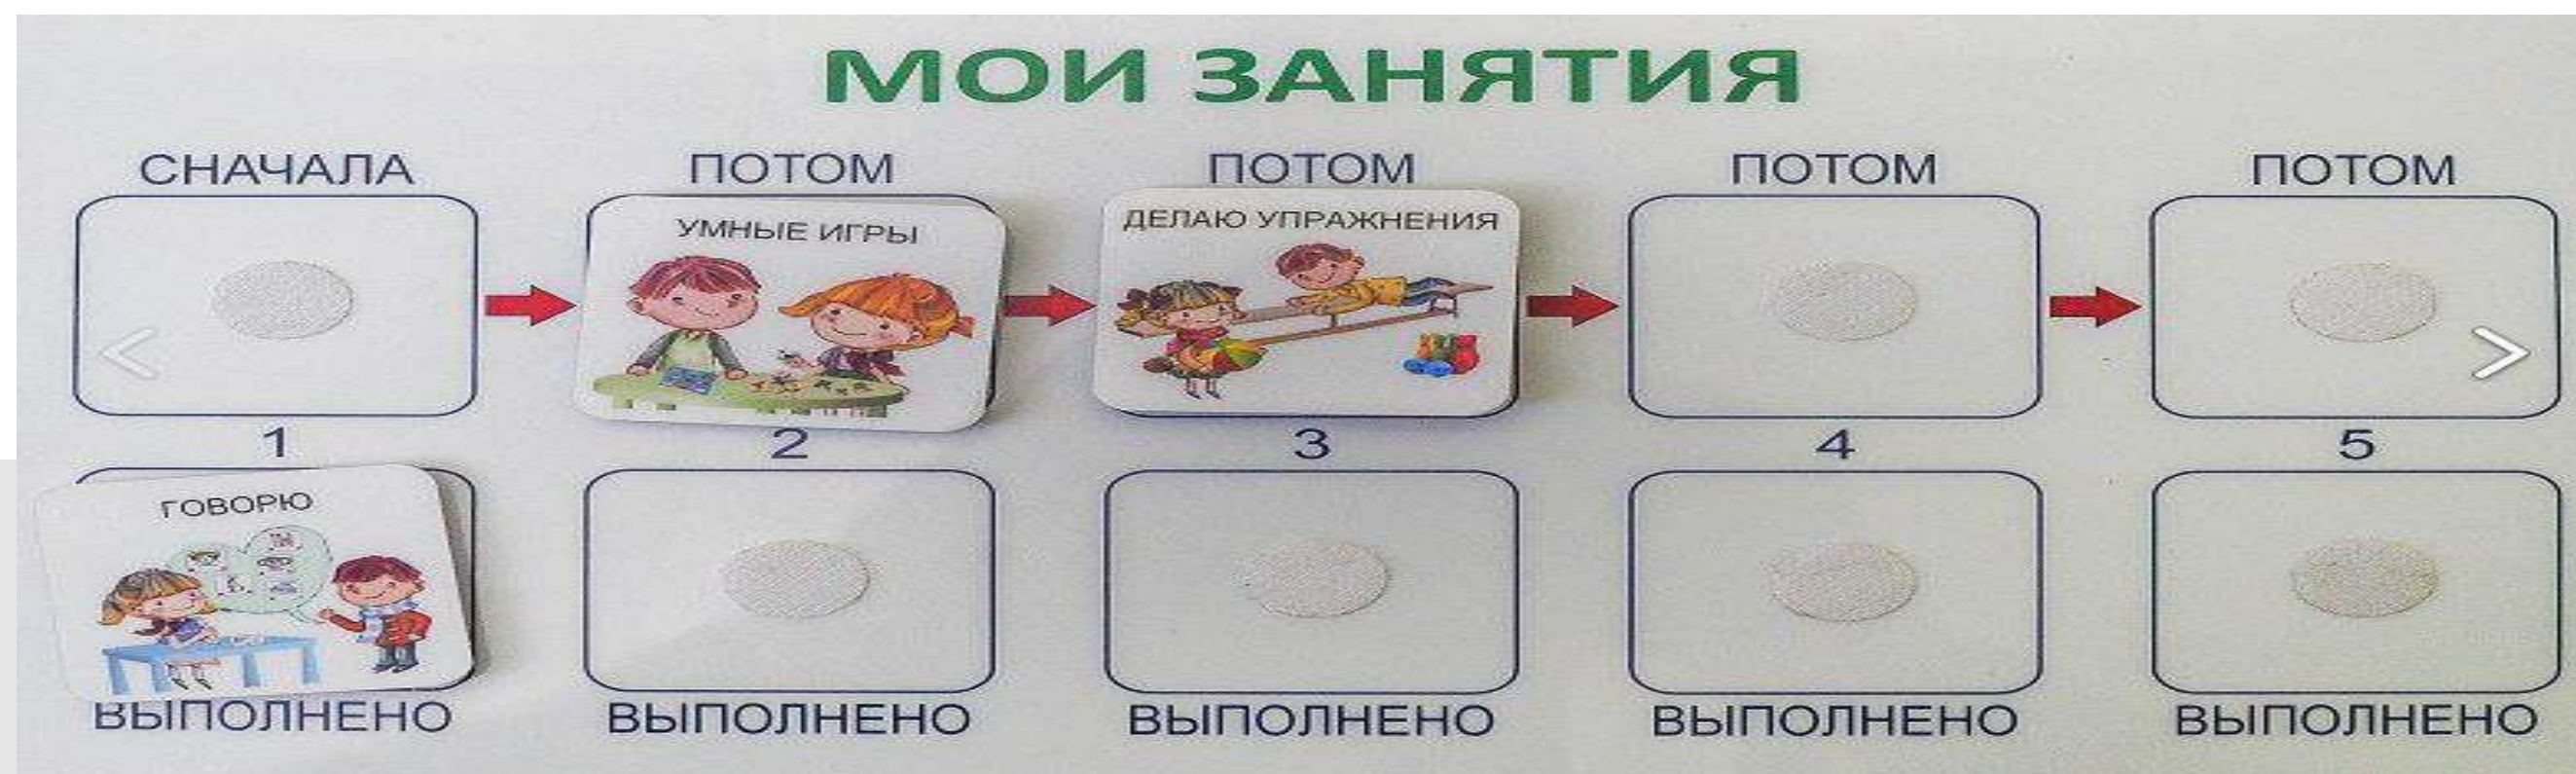 МОИ ЗАНЯТИЯ
СНАЧАЛА ПОТОМ ПОТОМ ПОТОМ ПОТОМ
УМНЫЕ ИГРЫ
ДЕЛАЮ УПРАЖНЕНИЯ
1 2 3 4 5
ГОВОРЮ
ВЫПОЛНЕНО ВЫПОЛНЕНО ВЫПОЛНЕНО ВЫПОЛНЕНО ВЫПОЛНЕНО